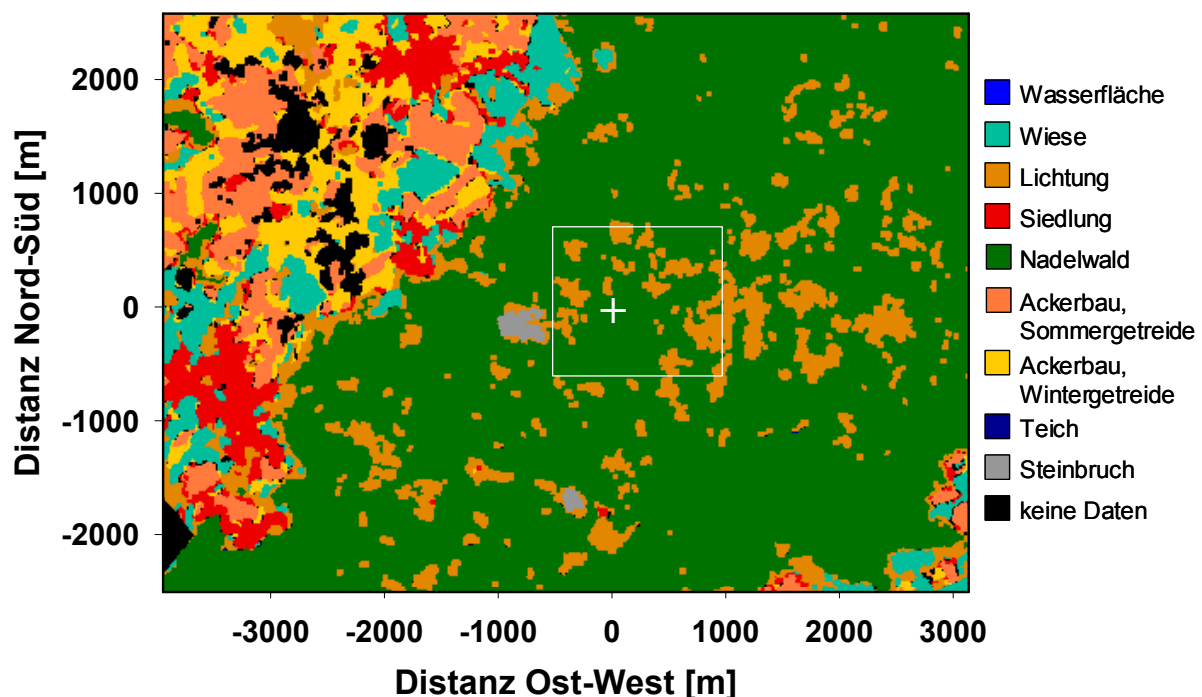 2000
1000
0
-1000
-2000
Distanz Nord-Süd [m]
-3000 -2000 -1000 0 1000 2000 3000
Distanz Ost-West [m]
Wasserfläche
Wiese
Lichtung
Siedlung
Nadelwald
Ackerbau,
Sommergetreide
Ackerbau,
Wintergetreide
Teich
Steinbruch
keine Daten